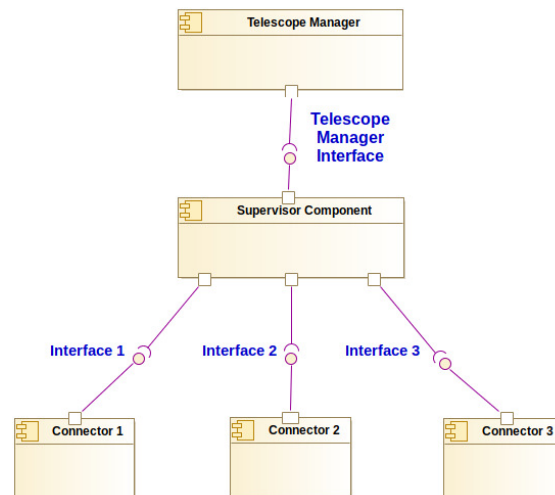 Telescope Manager
Telescope
Manager
Interface
Supervisor Component
Interface 1
Interface 2
Interface 3
Connector 1
Connector 2
Connector 3